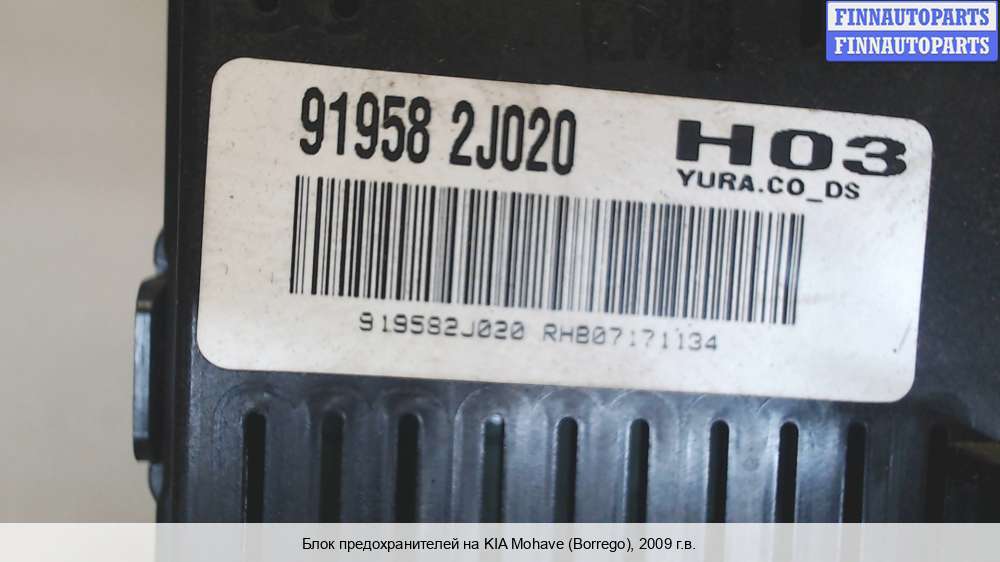 FINNAUTOPARTS
FINNAUTOPARTS
91958 2J020
H03
YURA.CO_DS
919582J020 RHB07171134
Блок предохранителей на KIA Mohave (Borrego), 2009 г.в.